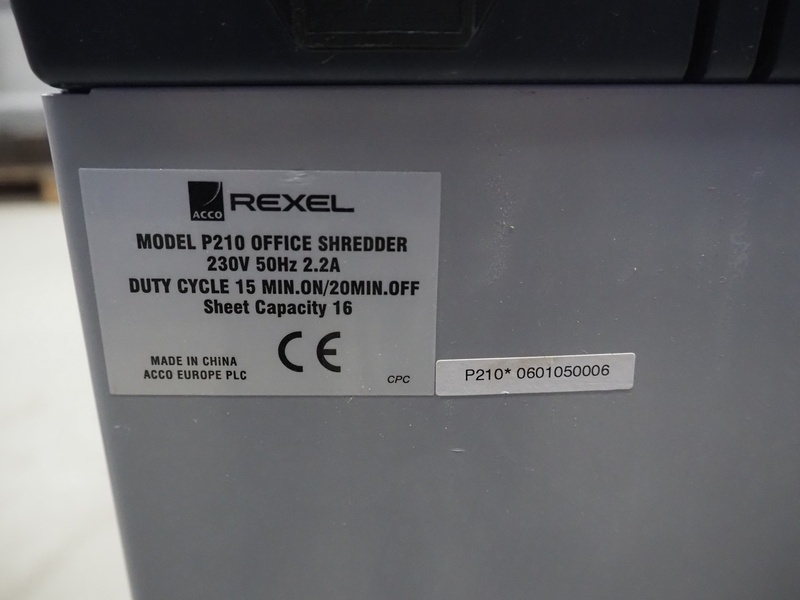 ACCO REXEL
MODEL P210 OFFICE SHREDDER
230V 50Hz 2.2A
DUTY CYCLE 15 MIN.ON/20MIN.OFF
Sheet Capacity 16
MADE IN CHiNA
ACCO EUROPE PLC
CE
CPC
P210* 0601050006